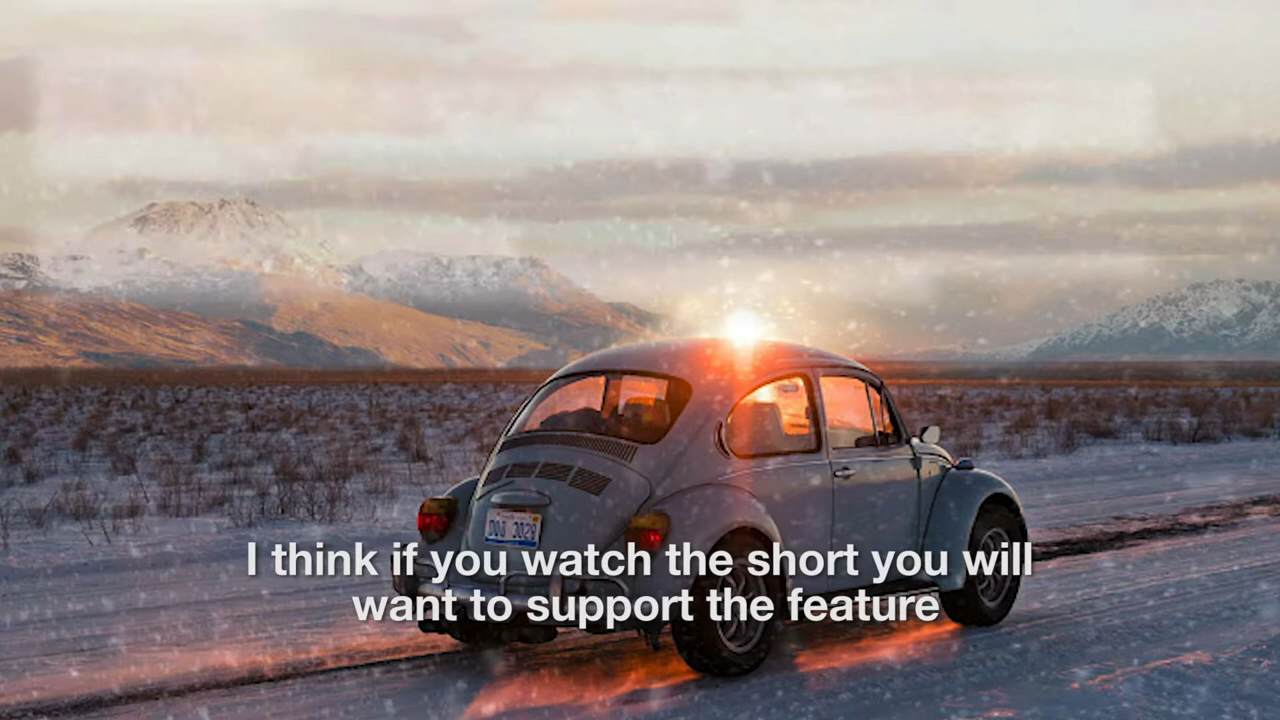 I think if you watch the short you will
want to support the feature